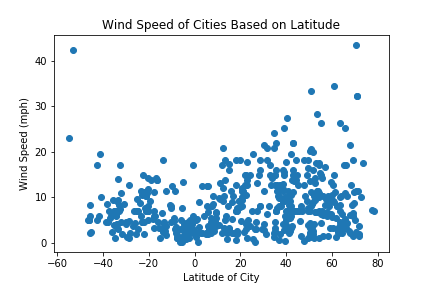 Wind Speed of Cities Based on Latitude
Wind Speed (mph)
40
30
20
10
0
−60 −40 −20 0 20 40 60 80
Latitude of City